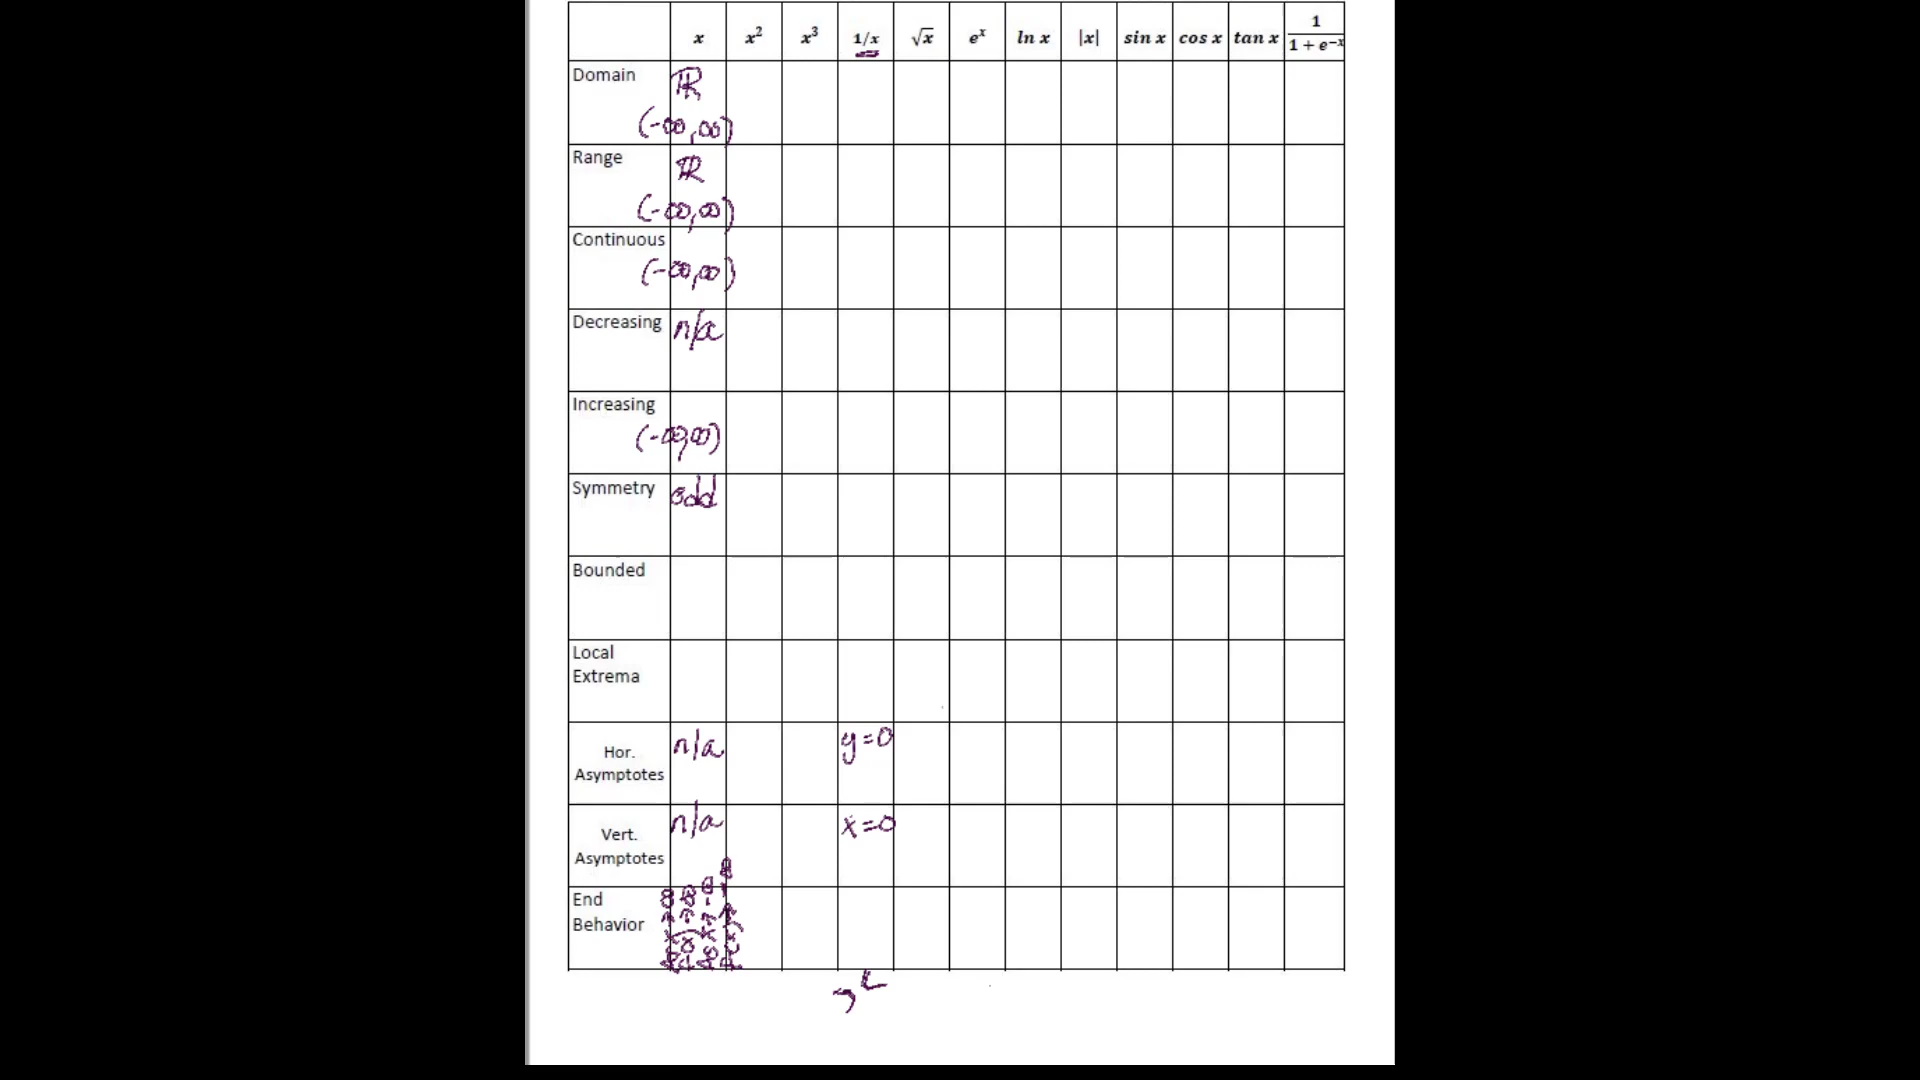 x x² x³ 1/x √x eˣ ln x |x| sin x cos x tan x 1/(1 + e⁻ˣ)
Domain ℝ
(-∞,∞)
Range ℝ
(-∞,∞)
Continuous
(-∞,∞)
Decreasing n/a
Increasing
(-∞,∞)
Symmetry odd
Bounded
Local
Extrema
Hor. n/a y=0
Asymptotes
Vert. n/a x=0
Asymptotes
End
Behavior